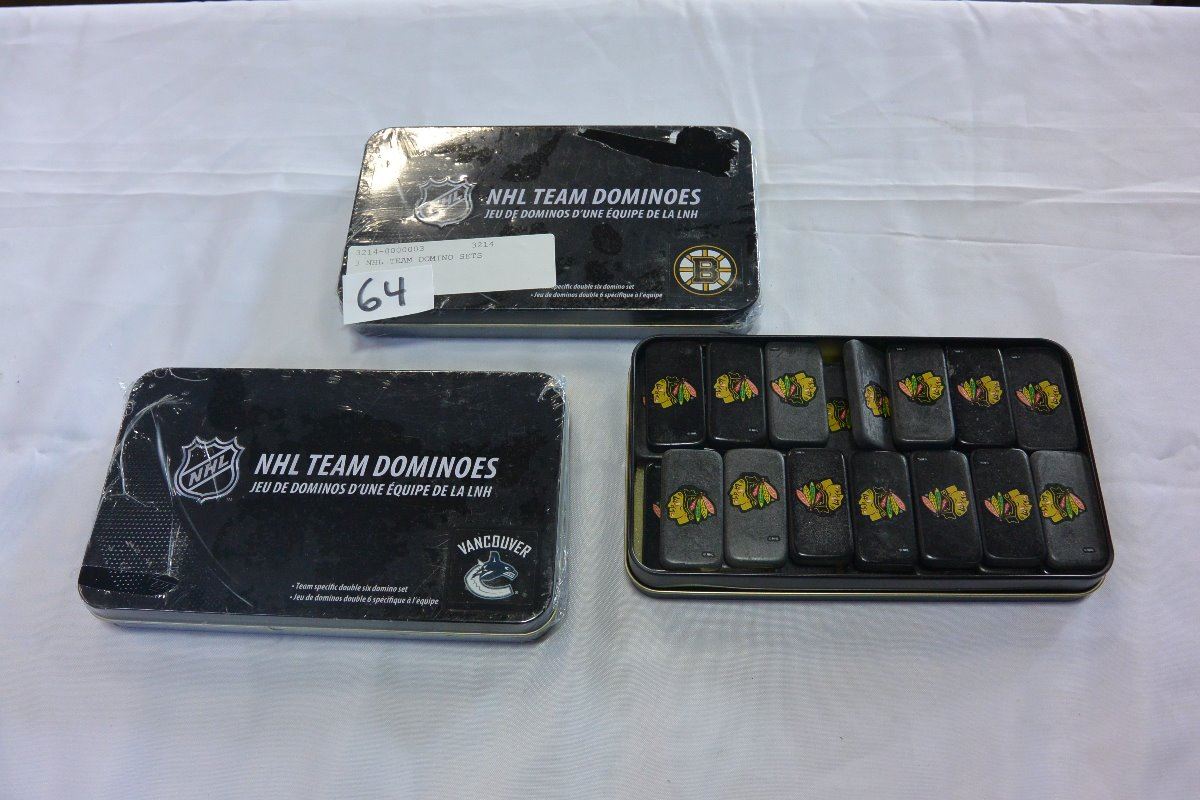 NHL
NHL TEAM DOMINOES
JEU DE DOMINOS D'UNE ÉQUIPE DE LA LNH
3214-0000003 3214
3 NHL TEAM DOMINO SETS
64
B
specific double six domino set
• Jeu de dominos double 6 spécifique à l'équipe
NHL
NHL TEAM DOMINOES
JEU DE DOMINOS D'UNE ÉQUIPE DE LA LNH
VANCOUVER
• Team specific double six domino set
• Jeu de dominos double 6 spécifique à l'équipe